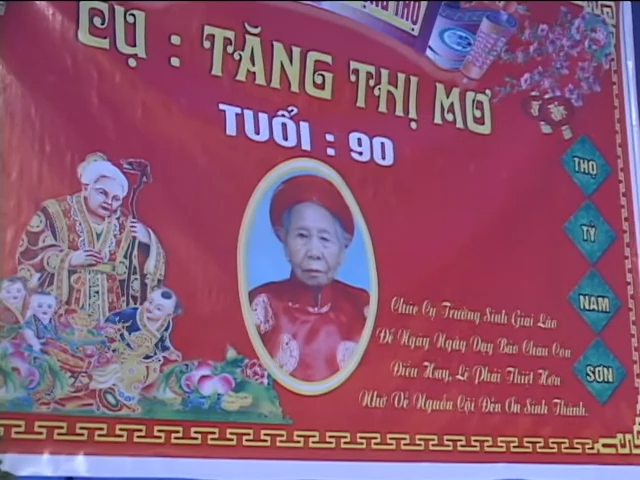 CỤ : TĂNG THỊ MƠ
TUỔI : 90
THỌ
TỶ
NAM
SƠN
Chúc Cụ Trường Sinh Giai Lão
Để Ngày Ngày Dạy Bảo Cháu Con
Điều Hay, Lẽ Phải Thiệt Hơn
Nhớ Về Nguồn Cội Đền Ơn Sinh Thành.